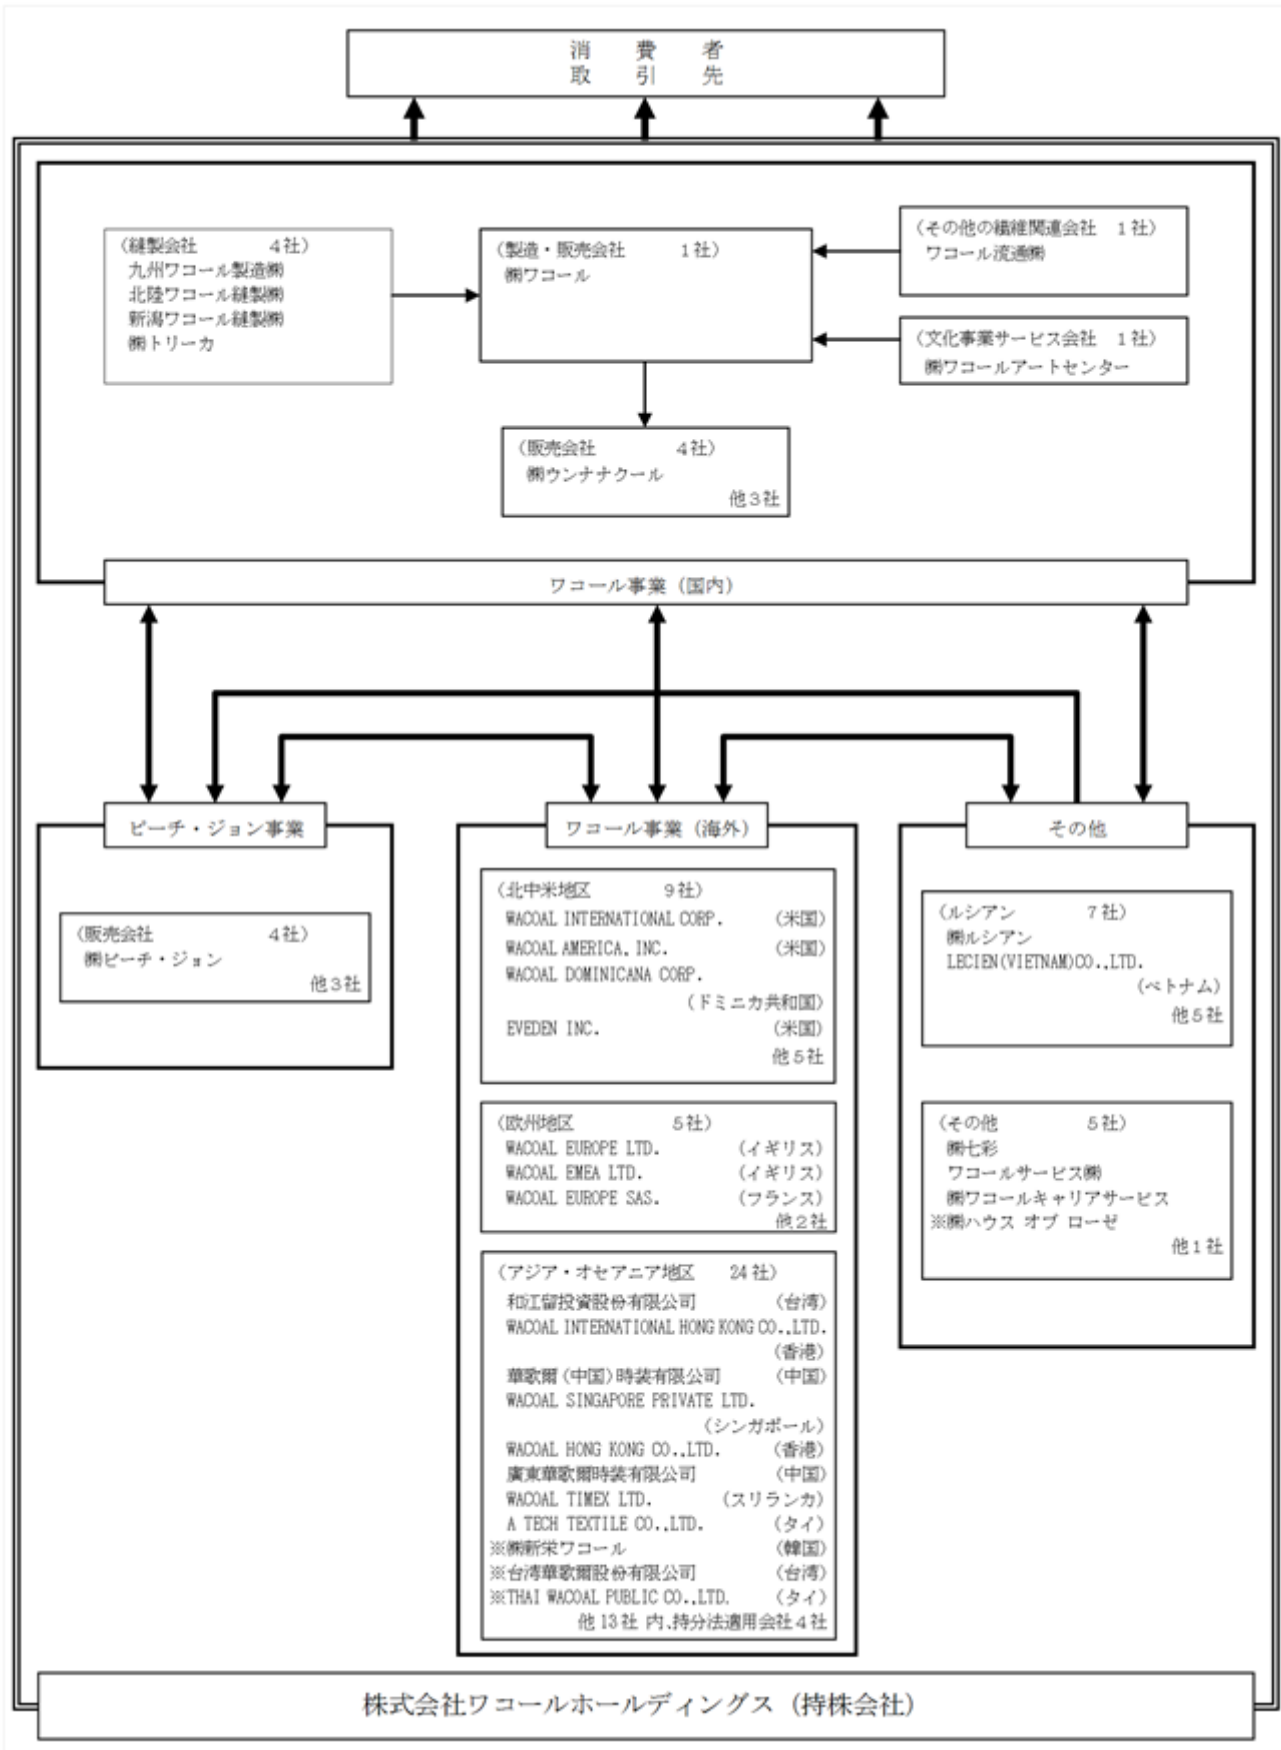 消費者
取引先
（縫製会社 ４社）
九州ワコール製造㈱
北陸ワコール縫製㈱
新潟ワコール縫製㈱
㈱トリーカ
（製造・販売会社 １社）
㈱ワコール
（その他の繊維関連会社 １社）
ワコール流通㈱
（文化事業サービス会社 １社）
㈱ワコールアートセンター
（販売会社 ４社）
㈱ウンナナクール
他３社
ワコール事業（国内）
ピーチ・ジョン事業
（販売会社 ４社）
㈱ピーチ・ジョン
他３社
ワコール事業（海外）
（北中米地区 ９社）
WACOAL INTERNATIONAL CORP. （米国）
WACOAL AMERICA, INC. （米国）
WACOAL DOMINICANA CORP.
（ドミニカ共和国）
EVEDEN INC. （米国）
他５社
（欧州地区 ５社）
WACOAL EUROPE LTD. （イギリス）
WACOAL EMEA LTD. （イギリス）
WACOAL EUROPE SAS. （フランス）
他２社
（アジア・オセアニア地区 24社）
和江留投資股份有限公司 （台湾）
WACOAL INTERNATIONAL HONG KONG CO.,LTD.
（香港）
華歌爾（中国）時装有限公司 （中国）
WACOAL SINGAPORE PRIVATE LTD.
（シンガポール）
WACOAL HONG KONG CO.,LTD. （香港）
廣東華歌爾時装有限公司 （中国）
WACOAL TIMEX LTD. （スリランカ）
A TECH TEXTILE CO.,LTD. （タイ）
※㈱新栄ワコール （韓国）
※台湾華歌爾股份有限公司 （台湾）
※THAI WACOAL PUBLIC CO.,LTD. （タイ）
他13社 内、持分法適用会社４社
その他
（ルシアン ７社）
㈱ルシアン
LECIEN(VIETNAM)CO.,LTD.
（ベトナム）
他５社
（その他 ５社）
㈱七彩
ワコールサービス㈱
㈱ワコールキャリアサービス
※㈱ハウス オブ ローゼ
他１社
株式会社ワコールホールディングス（持株会社）